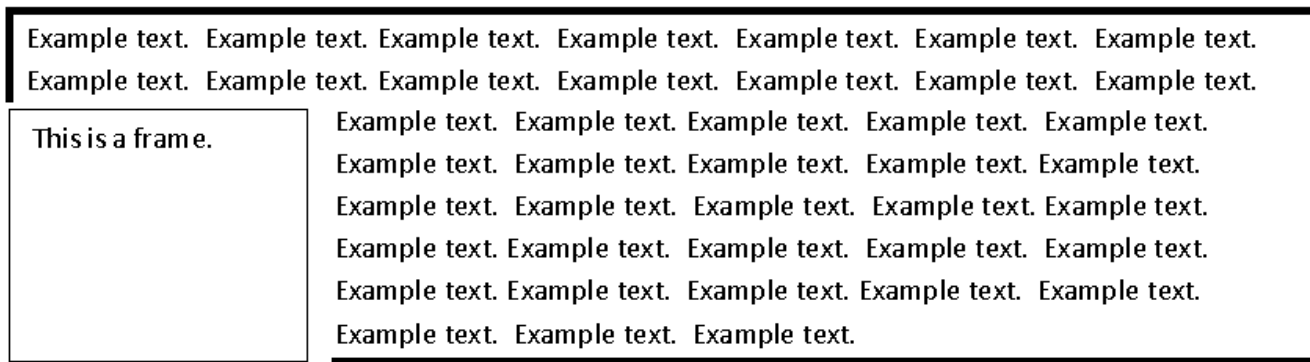 Example text.  Example text. Example text.  Example text.  Example text.  Example text.  Example text.
Example text.  Example text. Example text.  Example text.  Example text.  Example text.  Example text.
This is a frame.
Example text.  Example text. Example text.  Example text.  Example text.
Example text.  Example text.  Example text.  Example text. Example text.
Example text.  Example text.  Example text.  Example text. Example text.
Example text. Example text.  Example text.  Example text.  Example text.
Example text. Example text.  Example text. Example text.  Example text.
Example text.  Example text.  Example text.